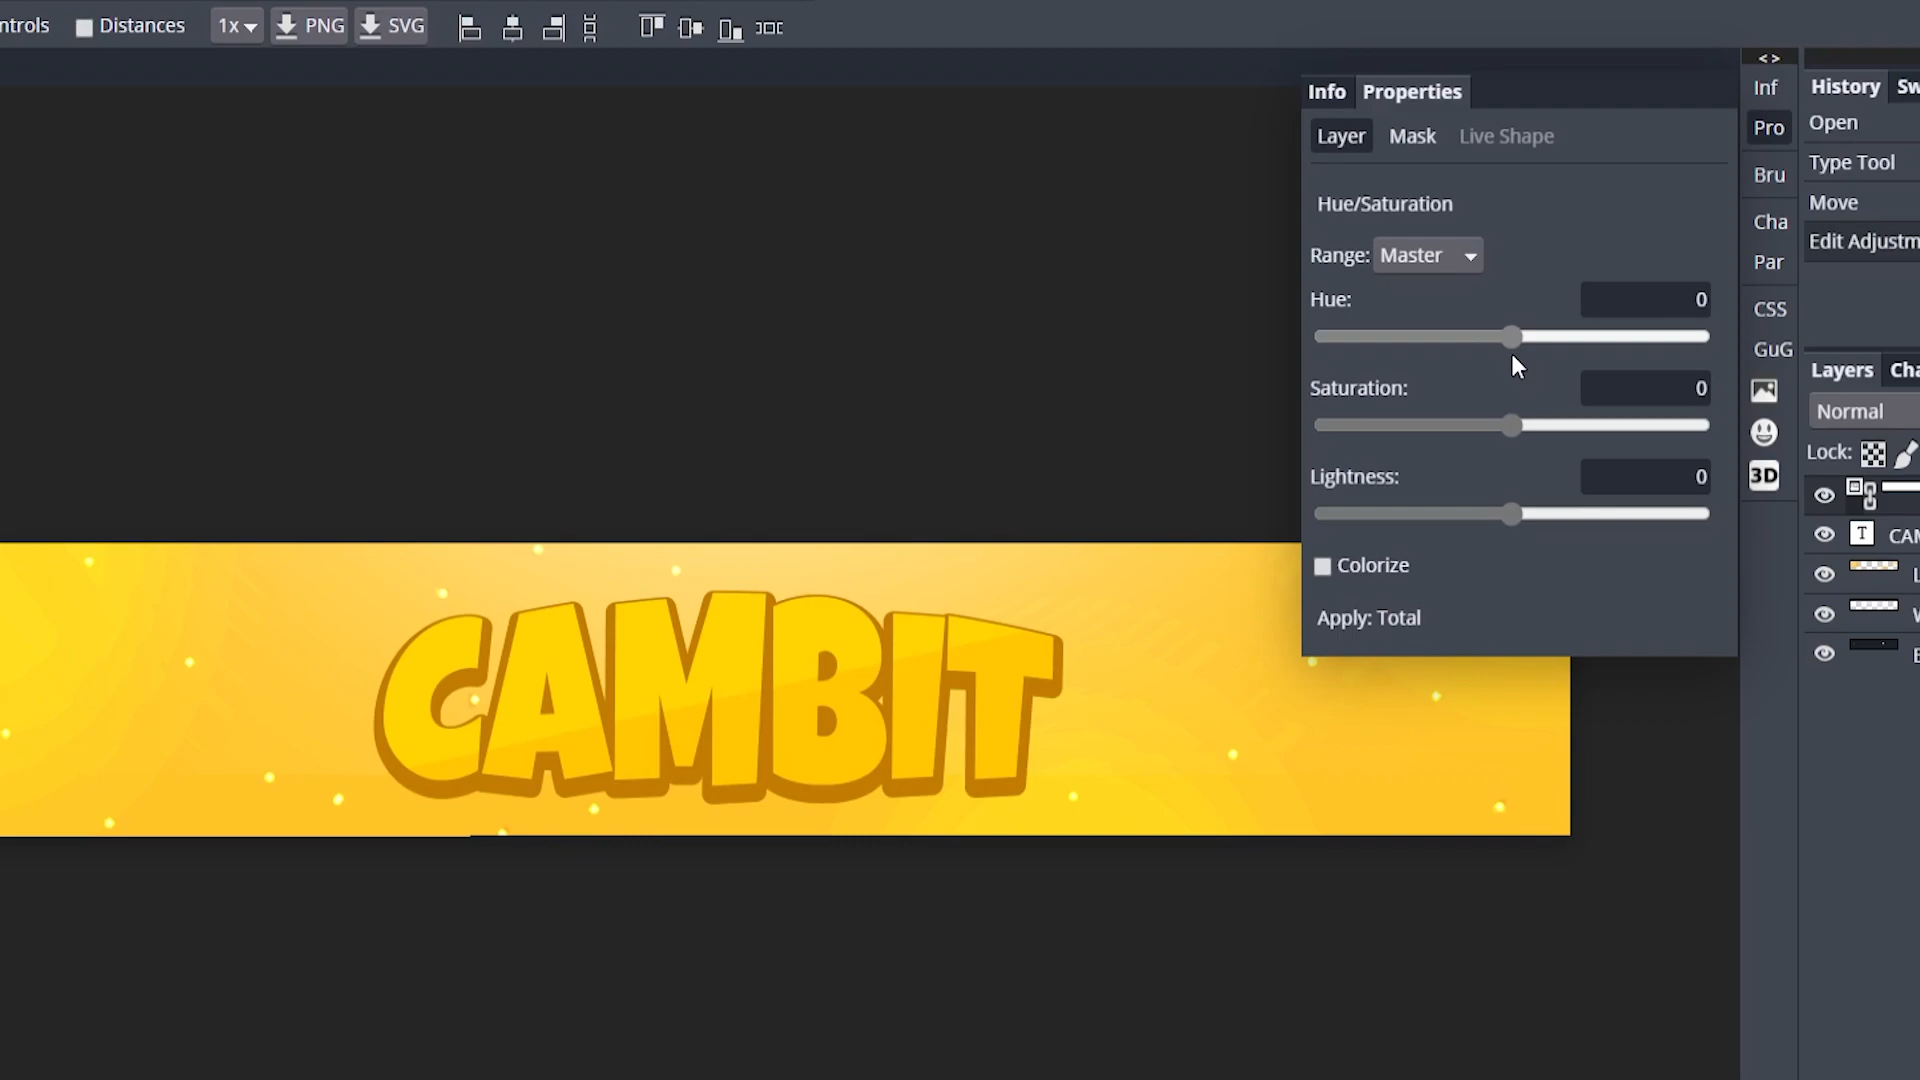 ntrols Distances 1x PNG SVG
Info Properties
Layer Mask Live Shape
Hue/Saturation
Range: Master
Hue: 0
Saturation: 0
Lightness: 0
Colorize
Apply: Total
CAMBIT
< >
Inf
Pro
Bru
Cha
Par
CSS
GuG
3D
History Sw
Open
Type Tool
Move
Edit Adjustm
Layers Cha
Normal
Lock:
T CAM
L
W
E